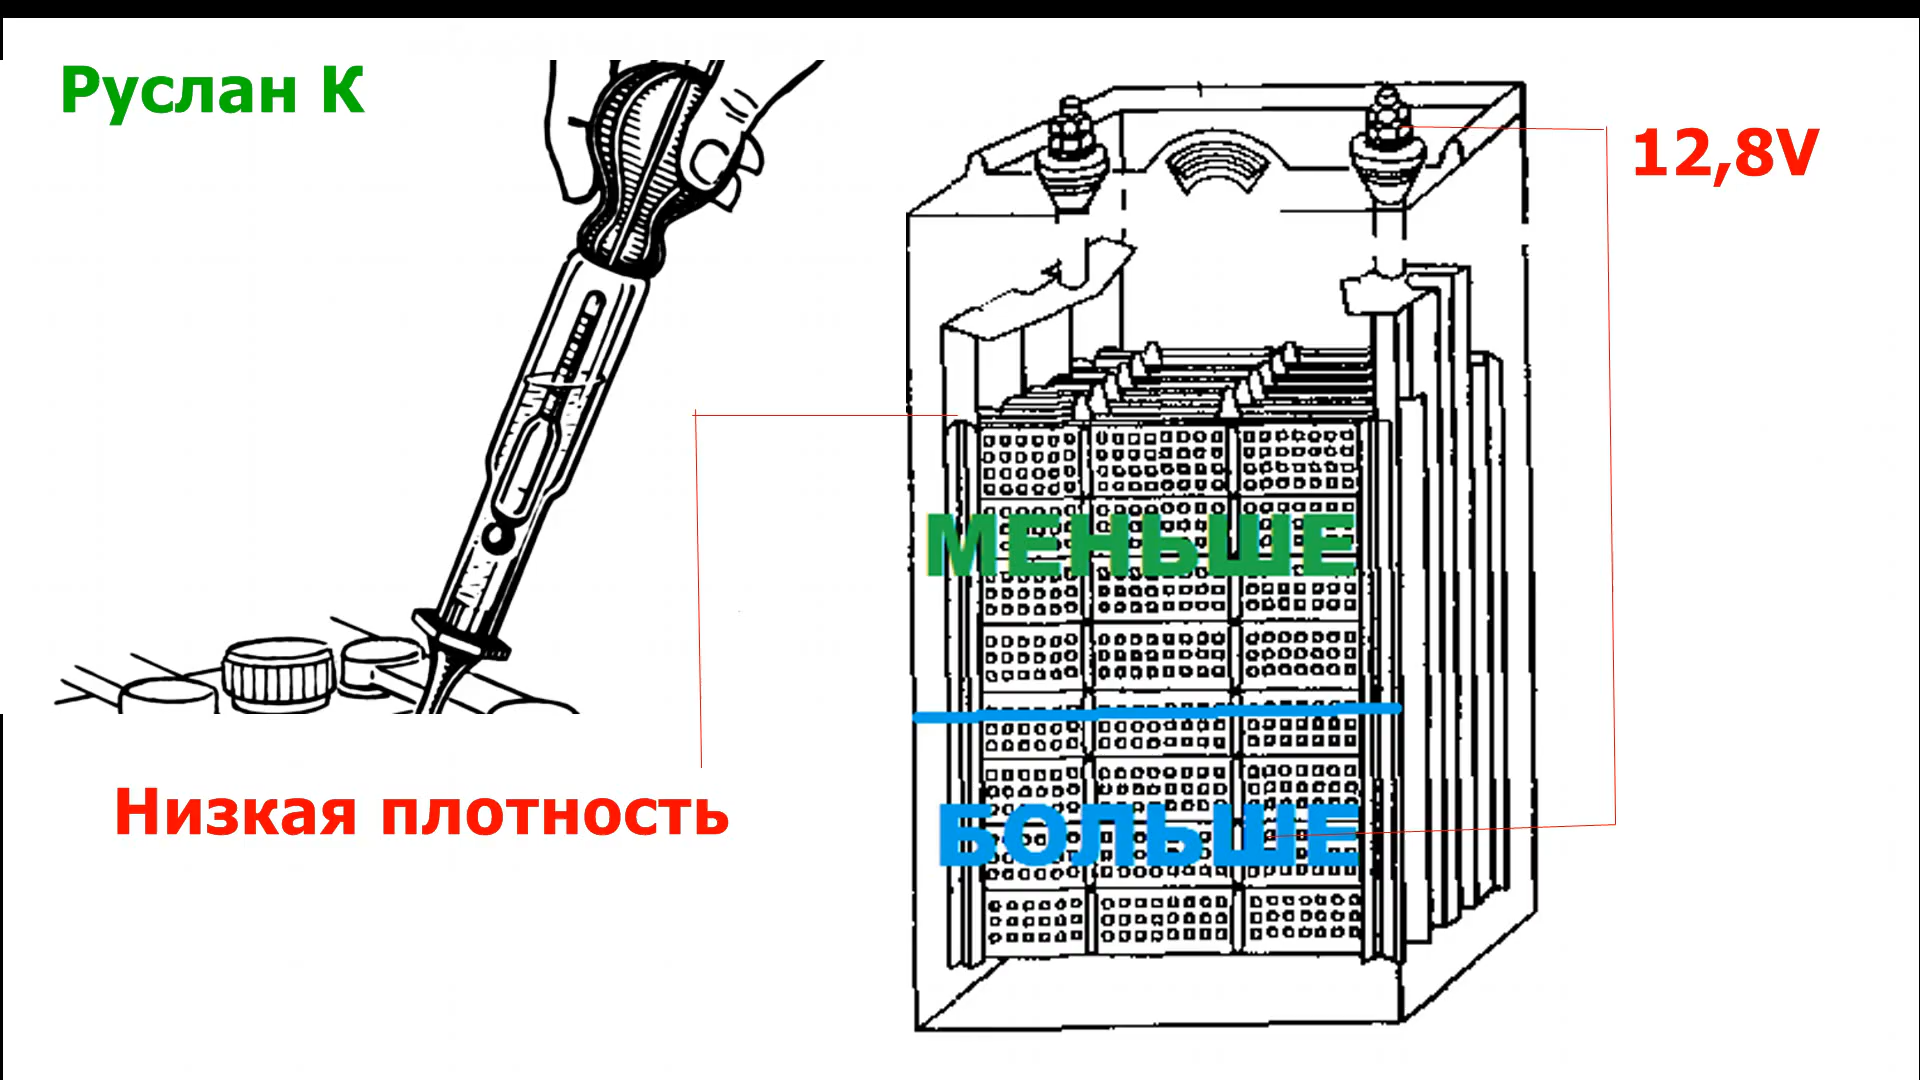 Руслан К
12,8V
МЕНЬШЕ
БОЛЬШЕ
Низкая плотность